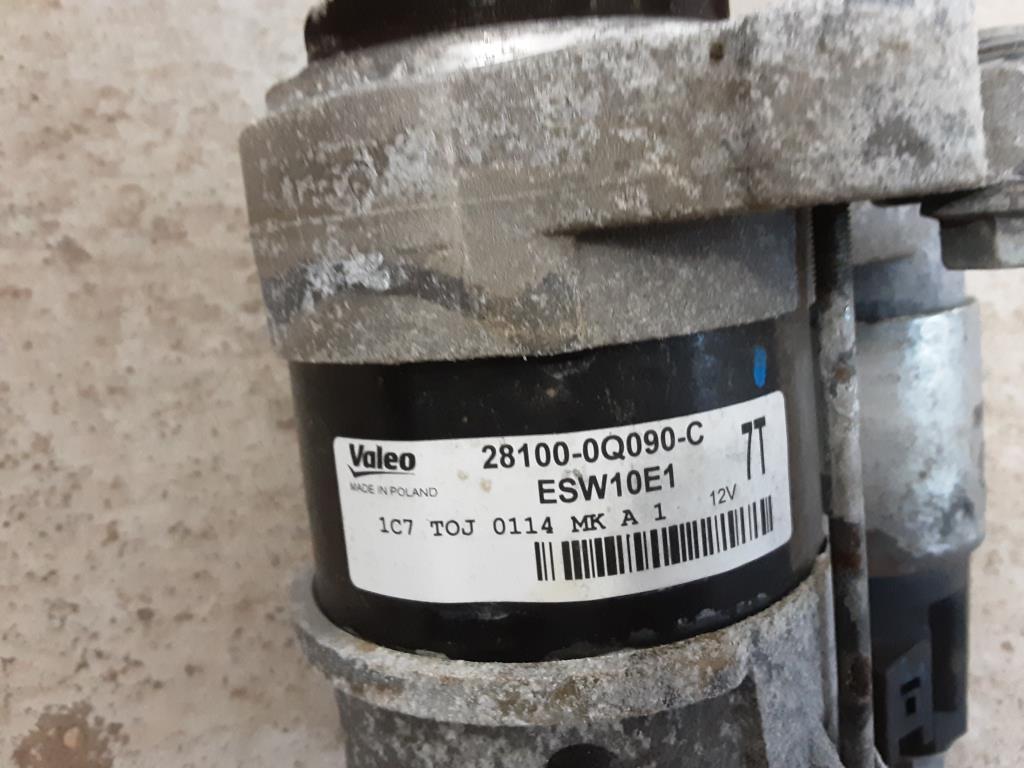 Valeo
MADE IN POLAND
28100-0Q090-C
7T
ESW10E1
12V
1C7 TOJ 0114 MK A 1